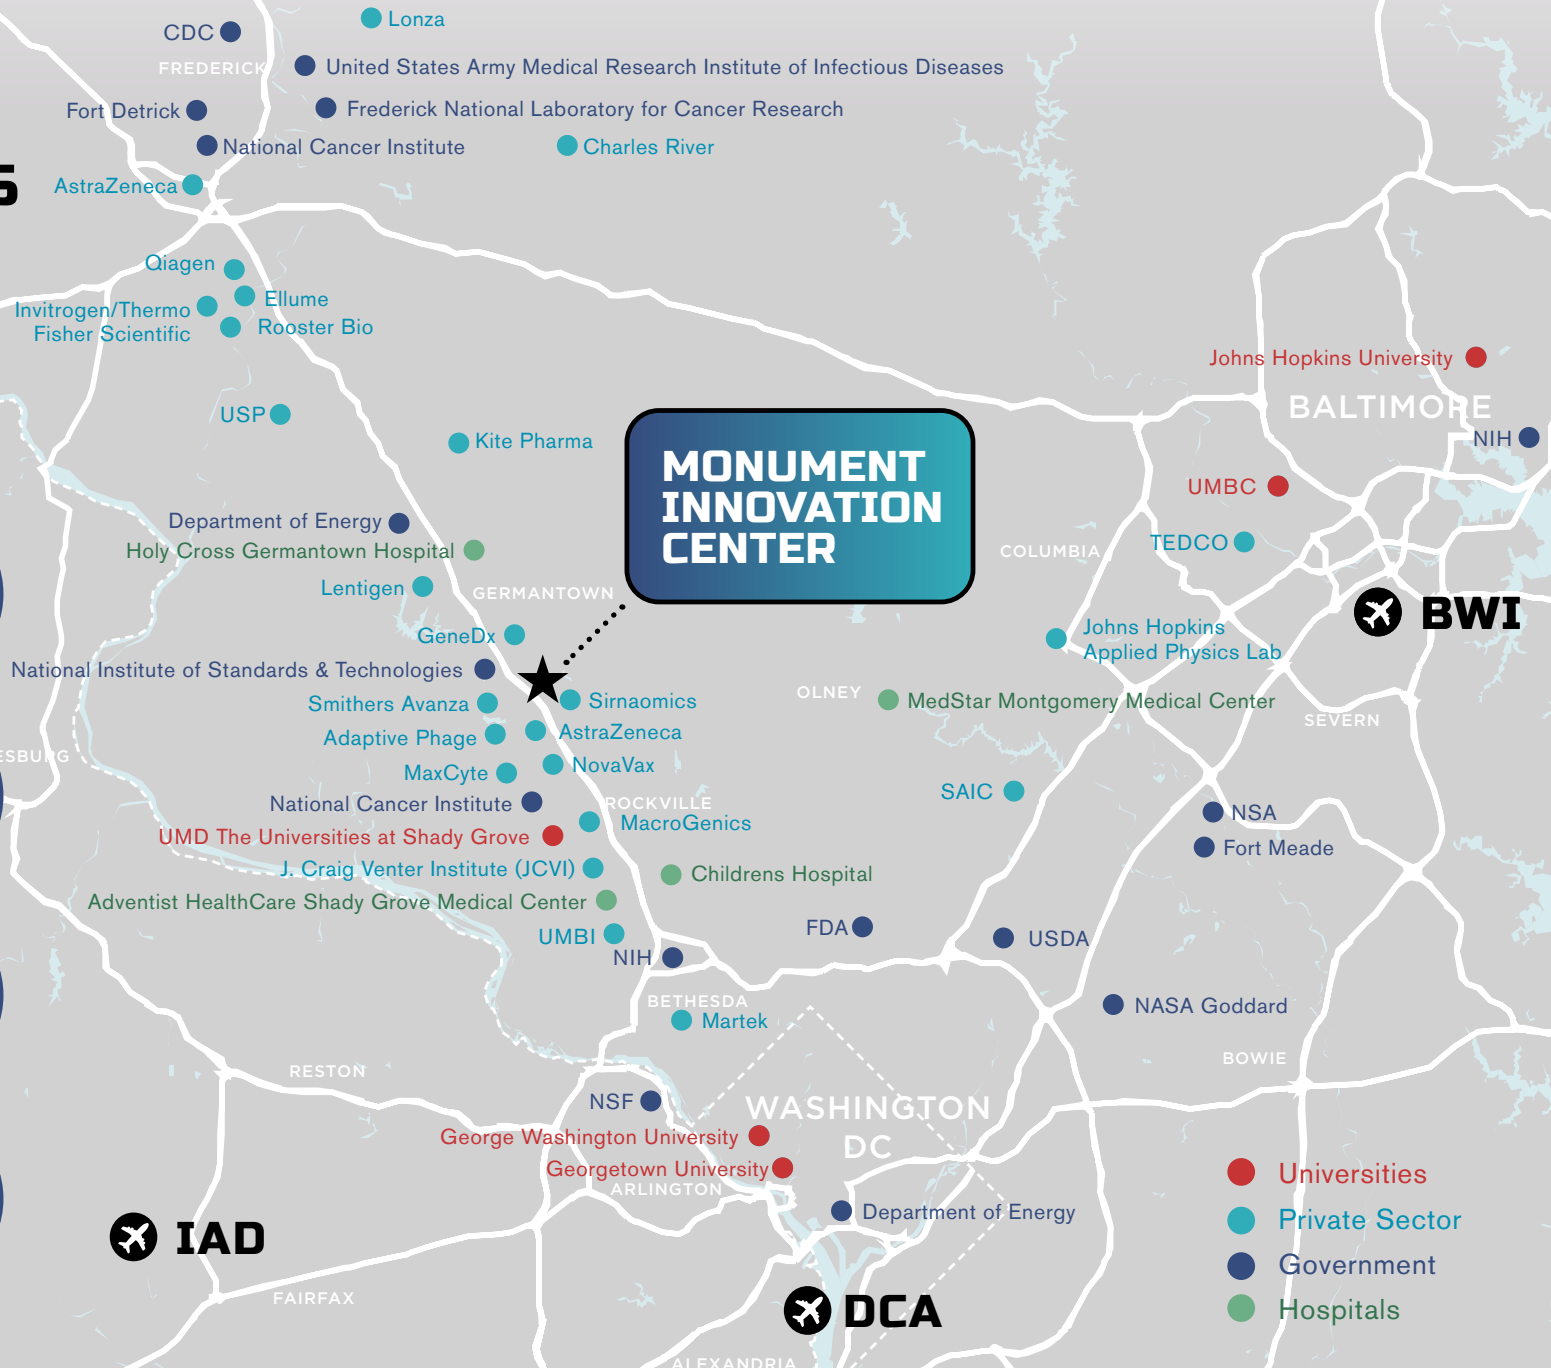 Lonza
CDC
FREDERICK
United States Army Medical Research Institute of Infectious Diseases
Fort Detrick
Frederick National Laboratory for Cancer Research
National Cancer Institute
Charles River
S
AstraZeneca
Qiagen
Ellume
Invitrogen/Thermo
Fisher Scientific
Rooster Bio
Johns Hopkins University
BALTIMORE
USP
Kite Pharma
NIH
MONUMENT
INNOVATION
CENTER
UMBC
Department of Energy
Holy Cross Germantown Hospital
COLUMBIA
TEDCO
Lentigen
GERMANTOWN
BWI
GeneDx
Johns Hopkins
Applied Physics Lab
National Institute of Standards & Technologies
Smithers Avanza
Sirnaomics
OLNEY
MedStar Montgomery Medical Center
SEVERN
Adaptive Phage
AstraZeneca
ESBURG
MaxCyte
NovaVax
SAIC
National Cancer Institute
ROCKVILLE
MacroGenics
NSA
UMD The Universities at Shady Grove
Fort Meade
J. Craig Venter Institute (JCVI)
Childrens Hospital
Adventist HealthCare Shady Grove Medical Center
UMBI
FDA
USDA
NIH
BETHESDA
NASA Goddard
Martek
RESTON
BOWIE
NSF
WASHINGTON
DC
George Washington University
Georgetown University
ARLINGTON
Department of Energy
IAD
FAIRFAX
DCA
ALEXANDRIA
Universities
Private Sector
Government
Hospitals